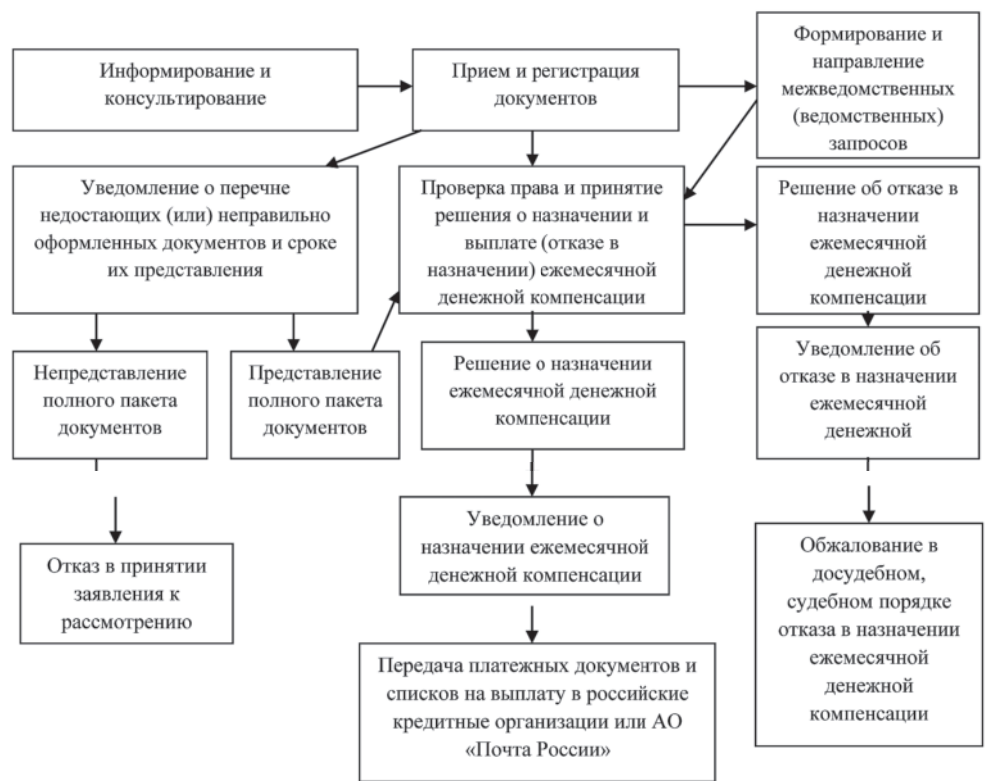 Информирование и
консультирование
Прием и регистрация
документов
Формирование и
направление
межведомственных
(ведомственных)
запросов
Уведомление о перечне
недостающих (или) неправильно
оформленных документов и сроке
их представления
Проверка права и принятие
решения о назначении и
выплате (отказе в
назначении) ежемесячной
денежной компенсации
Решение об отказе в
назначении
ежемесячной
денежной
компенсации
Непредставление
полного пакета
документов
Представление
полного пакета
документов
Решение о назначении
ежемесячной денежной
компенсации
Уведомление об
отказе в назначении
ежемесячной
денежной
Отказ в принятии
заявления к
рассмотрению
Уведомление о
назначении ежемесячной
денежной компенсации
Обжалование в
досудебном,
судебном порядке
отказа в назначении
ежемесячной
денежной
компенсации
Передача платежных документов и
списков на выплату в российские
кредитные организации или АО
«Почта России»